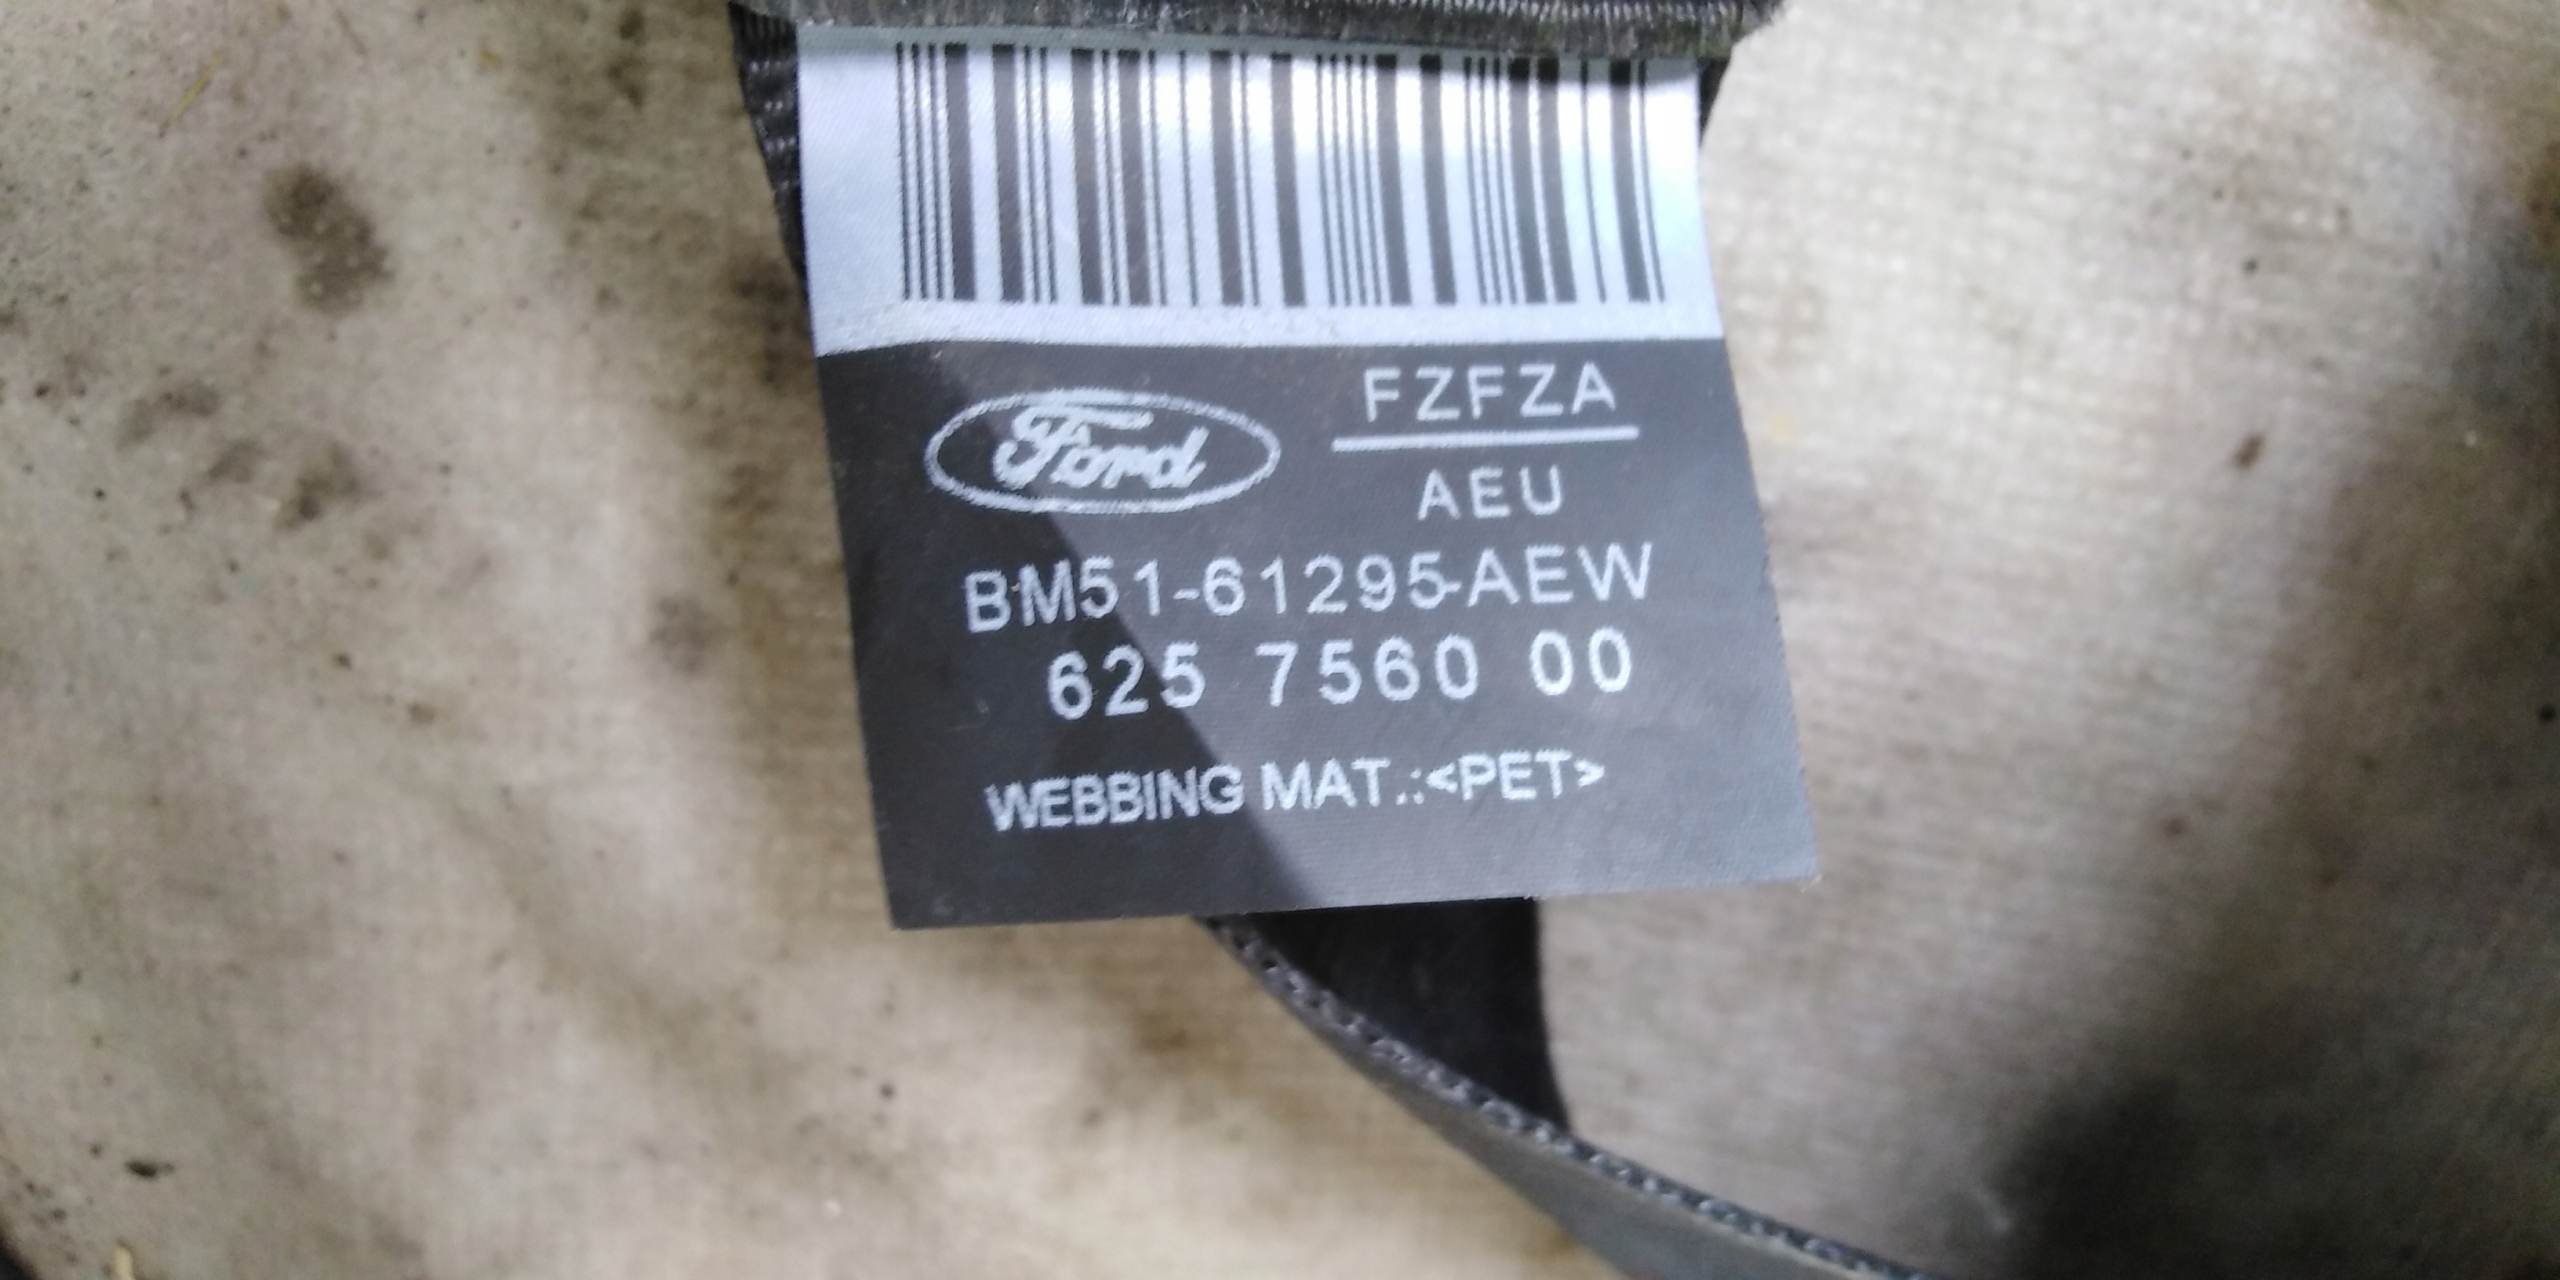 Ford
FZFZA
AEU
BM51-61295-AEW
625 7560 00
WEBBING MAT.:<PET>